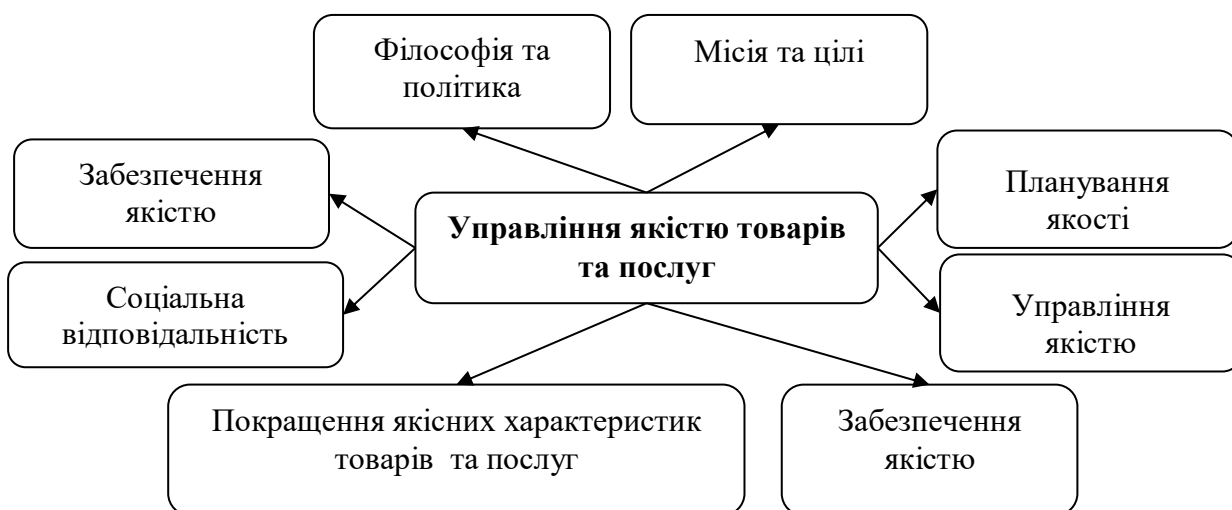 Філософія та
політика
Місія та цілі
Забезпечення
якістю
Планування
якості
Управління якістю товарів
та послуг
Соціальна
відповідальність
Управління
якістю
Покращення якісних характеристик
товарів та послуг
Забезпечення
якістю